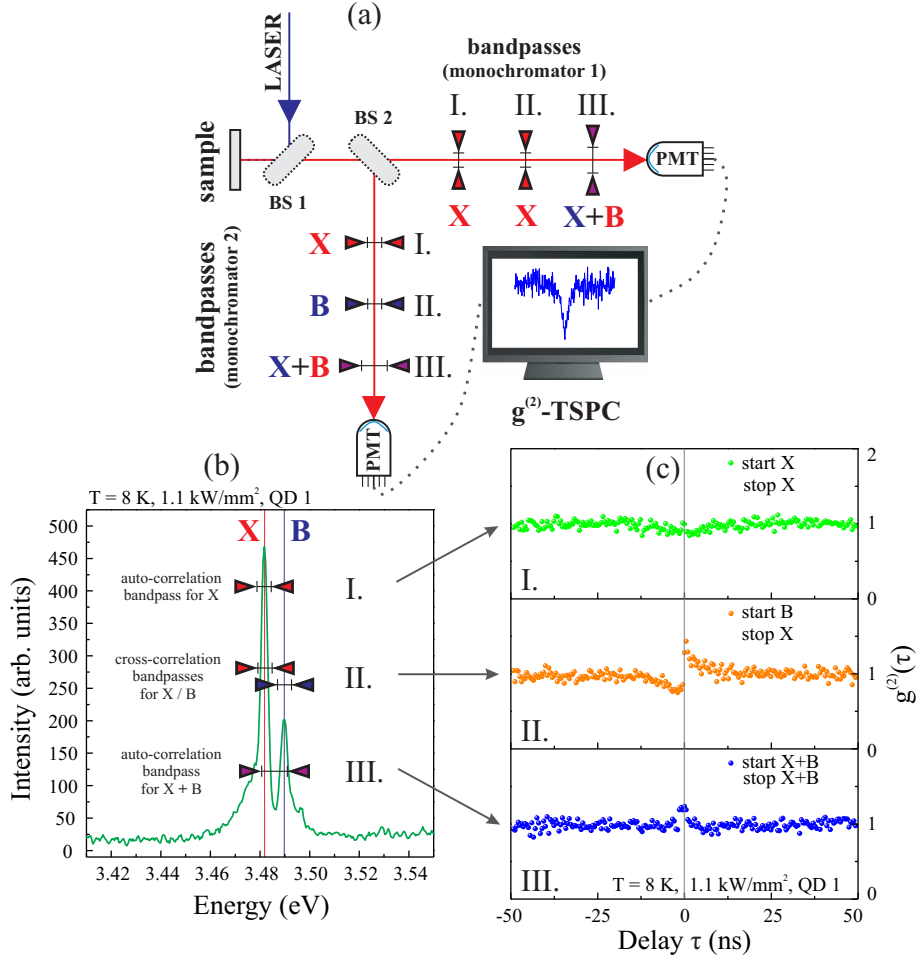 (a)
LASER
bandpasses
(monochromator 1)
BS 2
I.
II.
III.
sample
BS 1
PMT
X
X
X+B
bandpasses
(monochromator 2)
X
I.
B
II.
X+B
III.
g(2)-TSPC
PMT
(b)
T = 8 K, 1.1 kW/mm², QD 1
X
B
Intensity (arb. units)
500
450
400
350
300
250
200
150
100
50
0
auto-correlation
bandpass for X
I.
cross-correlation
bandpasses
for X / B
II.
auto-correlation
bandpass
for X + B
III.
3.42
3.44
3.46
3.48
3.50
3.52
3.54
Energy (eV)
(c)
start X
stop X
I.
start B
stop X
II.
start X+B
stop X+B
III.
T = 8 K, 1.1 kW/mm², QD 1
2
1
0
1
0
1
0
g(2)(τ)
-50
-25
0
25
50
Delay τ (ns)